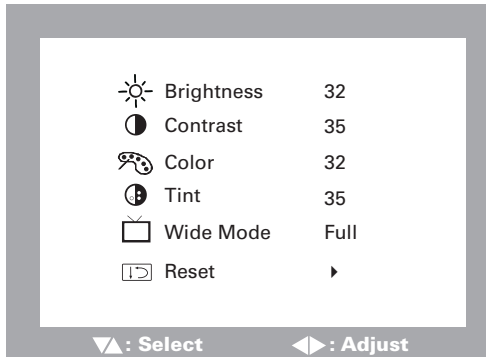 Brightness 32
Contrast 35
Color 32
Tint 35
Wide Mode Full
Reset
: Select : Adjust